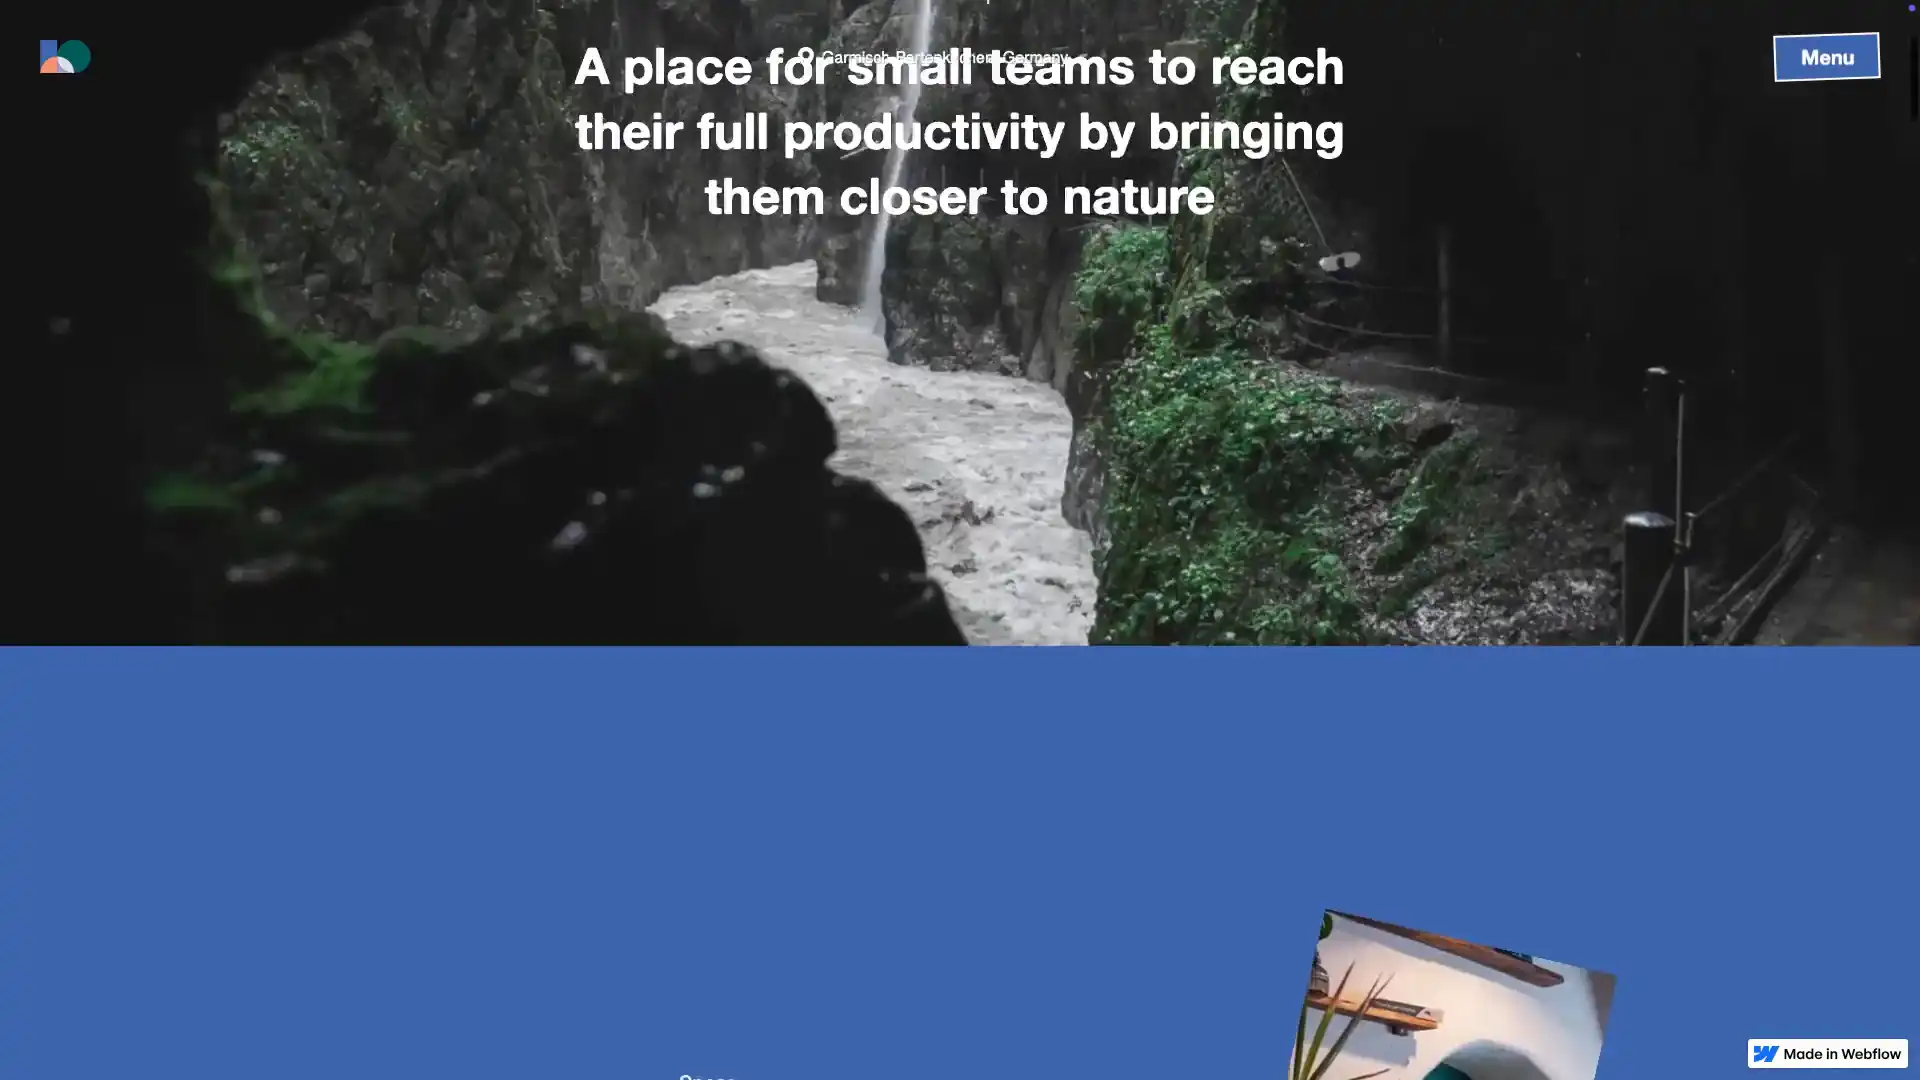 A place for small teams to reach
their full productivity by bringing
them closer to nature
Garmisch-Partenkirchen, Germany
Menu
Made in Webflow